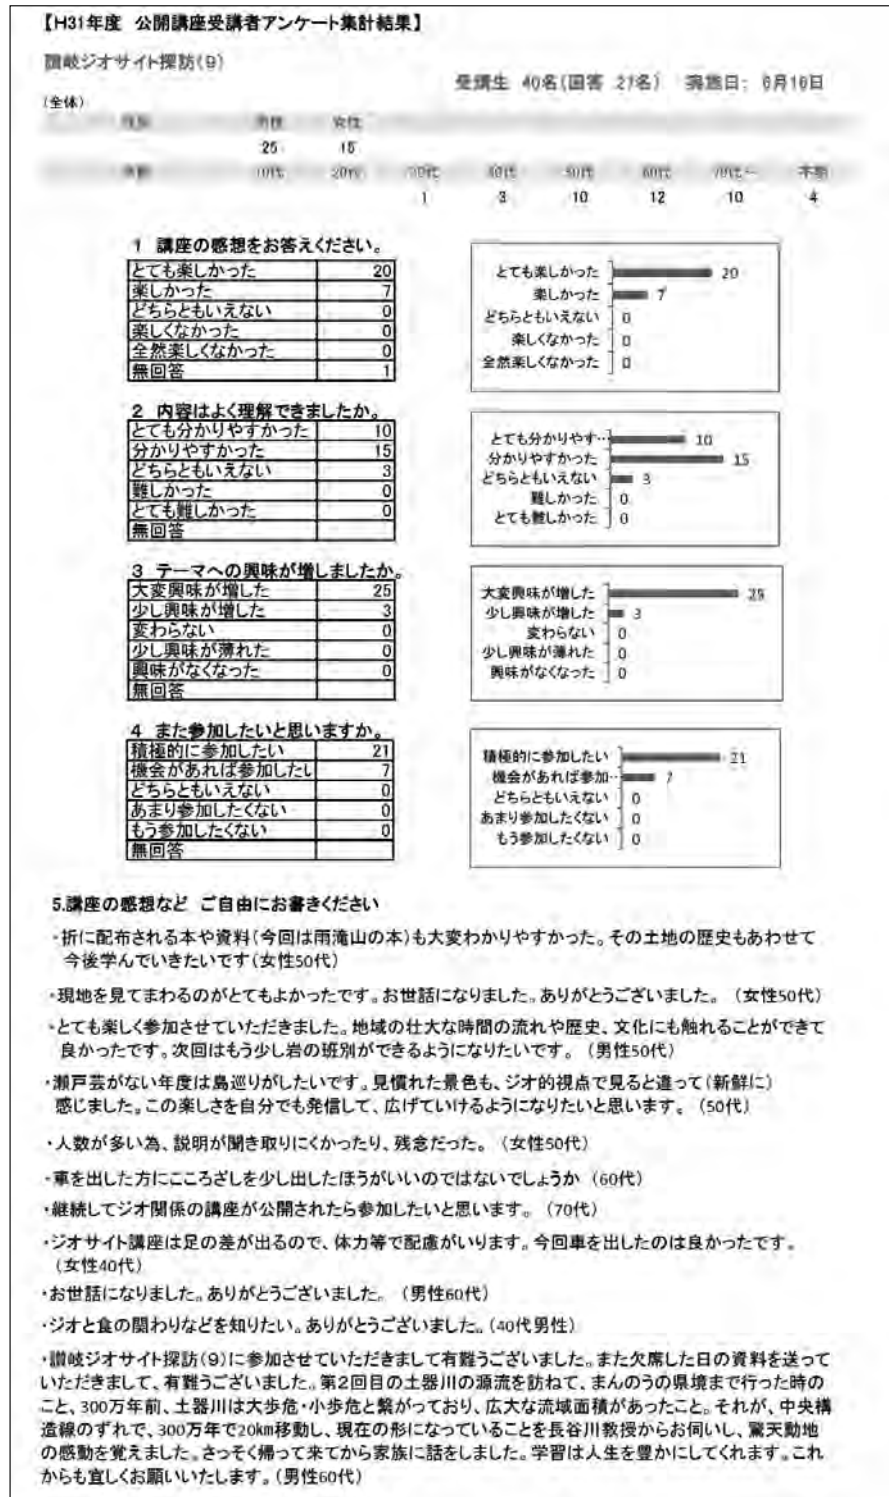 【H31年度 公開講座受講者アンケート集計結果】
讃岐ジオサイト探訪(9)
受講生 40名(回答 27名) 実施日: 6月16日
(全体)
性別 男性 女性
25 15
年齢 10代 20代 30代 40代 50代 60代 70代～ 不明
1 3 10 12 10 4
1 講座の感想をお答えください。
とても楽しかった 20
楽しかった 7
どちらともいえない 0
楽しくなかった 0
全然楽しくなかった 0
無回答 1
とても楽しかった 20
楽しかった 7
どちらともいえない 0
楽しくなかった 0
全然楽しくなかった 0
2 内容はよく理解できましたか。
とても分かりやすかった 10
分かりやすかった 15
どちらともいえない 3
難しかった 0
とても難しかった 0
無回答
とても分かりやす… 10
分かりやすかった 15
どちらともいえない 3
難しかった 0
とても難しかった 0
3 テーマへの興味が増しましたか。
大変興味が増した 25
少し興味が増した 3
変わらない 0
少し興味が薄れた 0
興味がなくなった 0
無回答
大変興味が増した 25
少し興味が増した 3
変わらない 0
少し興味が薄れた 0
興味がなくなった 0
4 また参加したいと思いますか。
積極的に参加したい 21
機会があれば参加したい 7
どちらともいえない 0
あまり参加したくない 0
もう参加したくない 0
無回答
積極的に参加したい 21
機会があれば参加… 7
どちらともいえない 0
あまり参加したくない 0
もう参加したくない 0
5.講座の感想など ご自由にお書きください
・折に配布される本や資料(今回は雨滝山の本)も大変わかりやすかった。その土地の歴史もあわせて
今後学んでいきたいです(女性50代)
・現地を見てまわるのがとてもよかったです。お世話になりました。ありがとうございました。 (女性50代)
・とても楽しく参加させていただきました。地域の壮大な時間の流れや歴史、文化にも触れることができて
良かったです。次回はもう少し岩の班別ができるようになりたいです。 (男性50代)
・瀬戸芸がない年度は島巡りがしたいです。見慣れた景色も、ジオ的視点で見ると違って(新鮮に)
感じました。この楽しさを自分でも発信して、広げていけるようになりたいと思います。 (50代)
・人数が多い為、説明が聞き取りにくかったり、残念だった。 (女性50代)
・車を出した方にこころざしを少し出したほうがいいのではないでしょうか (60代)
・継続してジオ関係の講座が公開されたら参加したいと思います。 (70代)
・ジオサイト講座は足の差が出るので、体力等で配慮がいります。今回車を出したのは良かったです。
(女性40代)
・お世話になりました。ありがとうございました。 (男性60代)
・ジオと食の関わりなどを知りたい。ありがとうございました。(40代男性)
・讃岐ジオサイト探訪(9)に参加させていただきまして有難うございました。また欠席した日の資料を送って
いただきまして、有難うございました。第2回目の土器川の源流を訪ねて、まんのうの県境まで行った時の
こと、300万年前、土器川は大歩危・小歩危と繋がっており、広大な流域面積があったこと。それが、中央構
造線のずれで、300万年で20km移動し、現在の形になっていることを長谷川教授からお伺いし、驚天動地
の感動を覚えました。さっそく帰って来てから家族に話をしました。学習は人生を豊かにしてくれます。これ
からも宜しくお願いいたします。(男性60代)